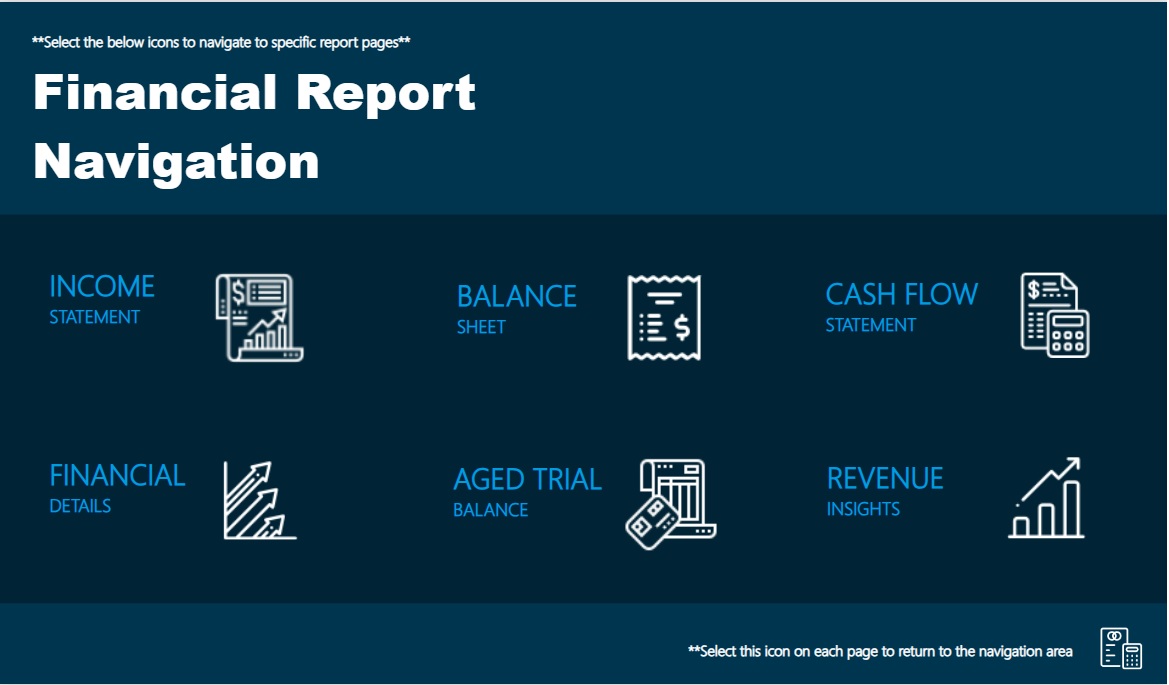 **Select the below icons to navigate to specific report pages**
Financial Report
Navigation
INCOME
STATEMENT
$
BALANCE
SHEET
$
CASH FLOW
STATEMENT
$
FINANCIAL
DETAILS
AGED TRIAL
BALANCE
REVENUE
INSIGHTS
**Select this icon on each page to return to the navigation area